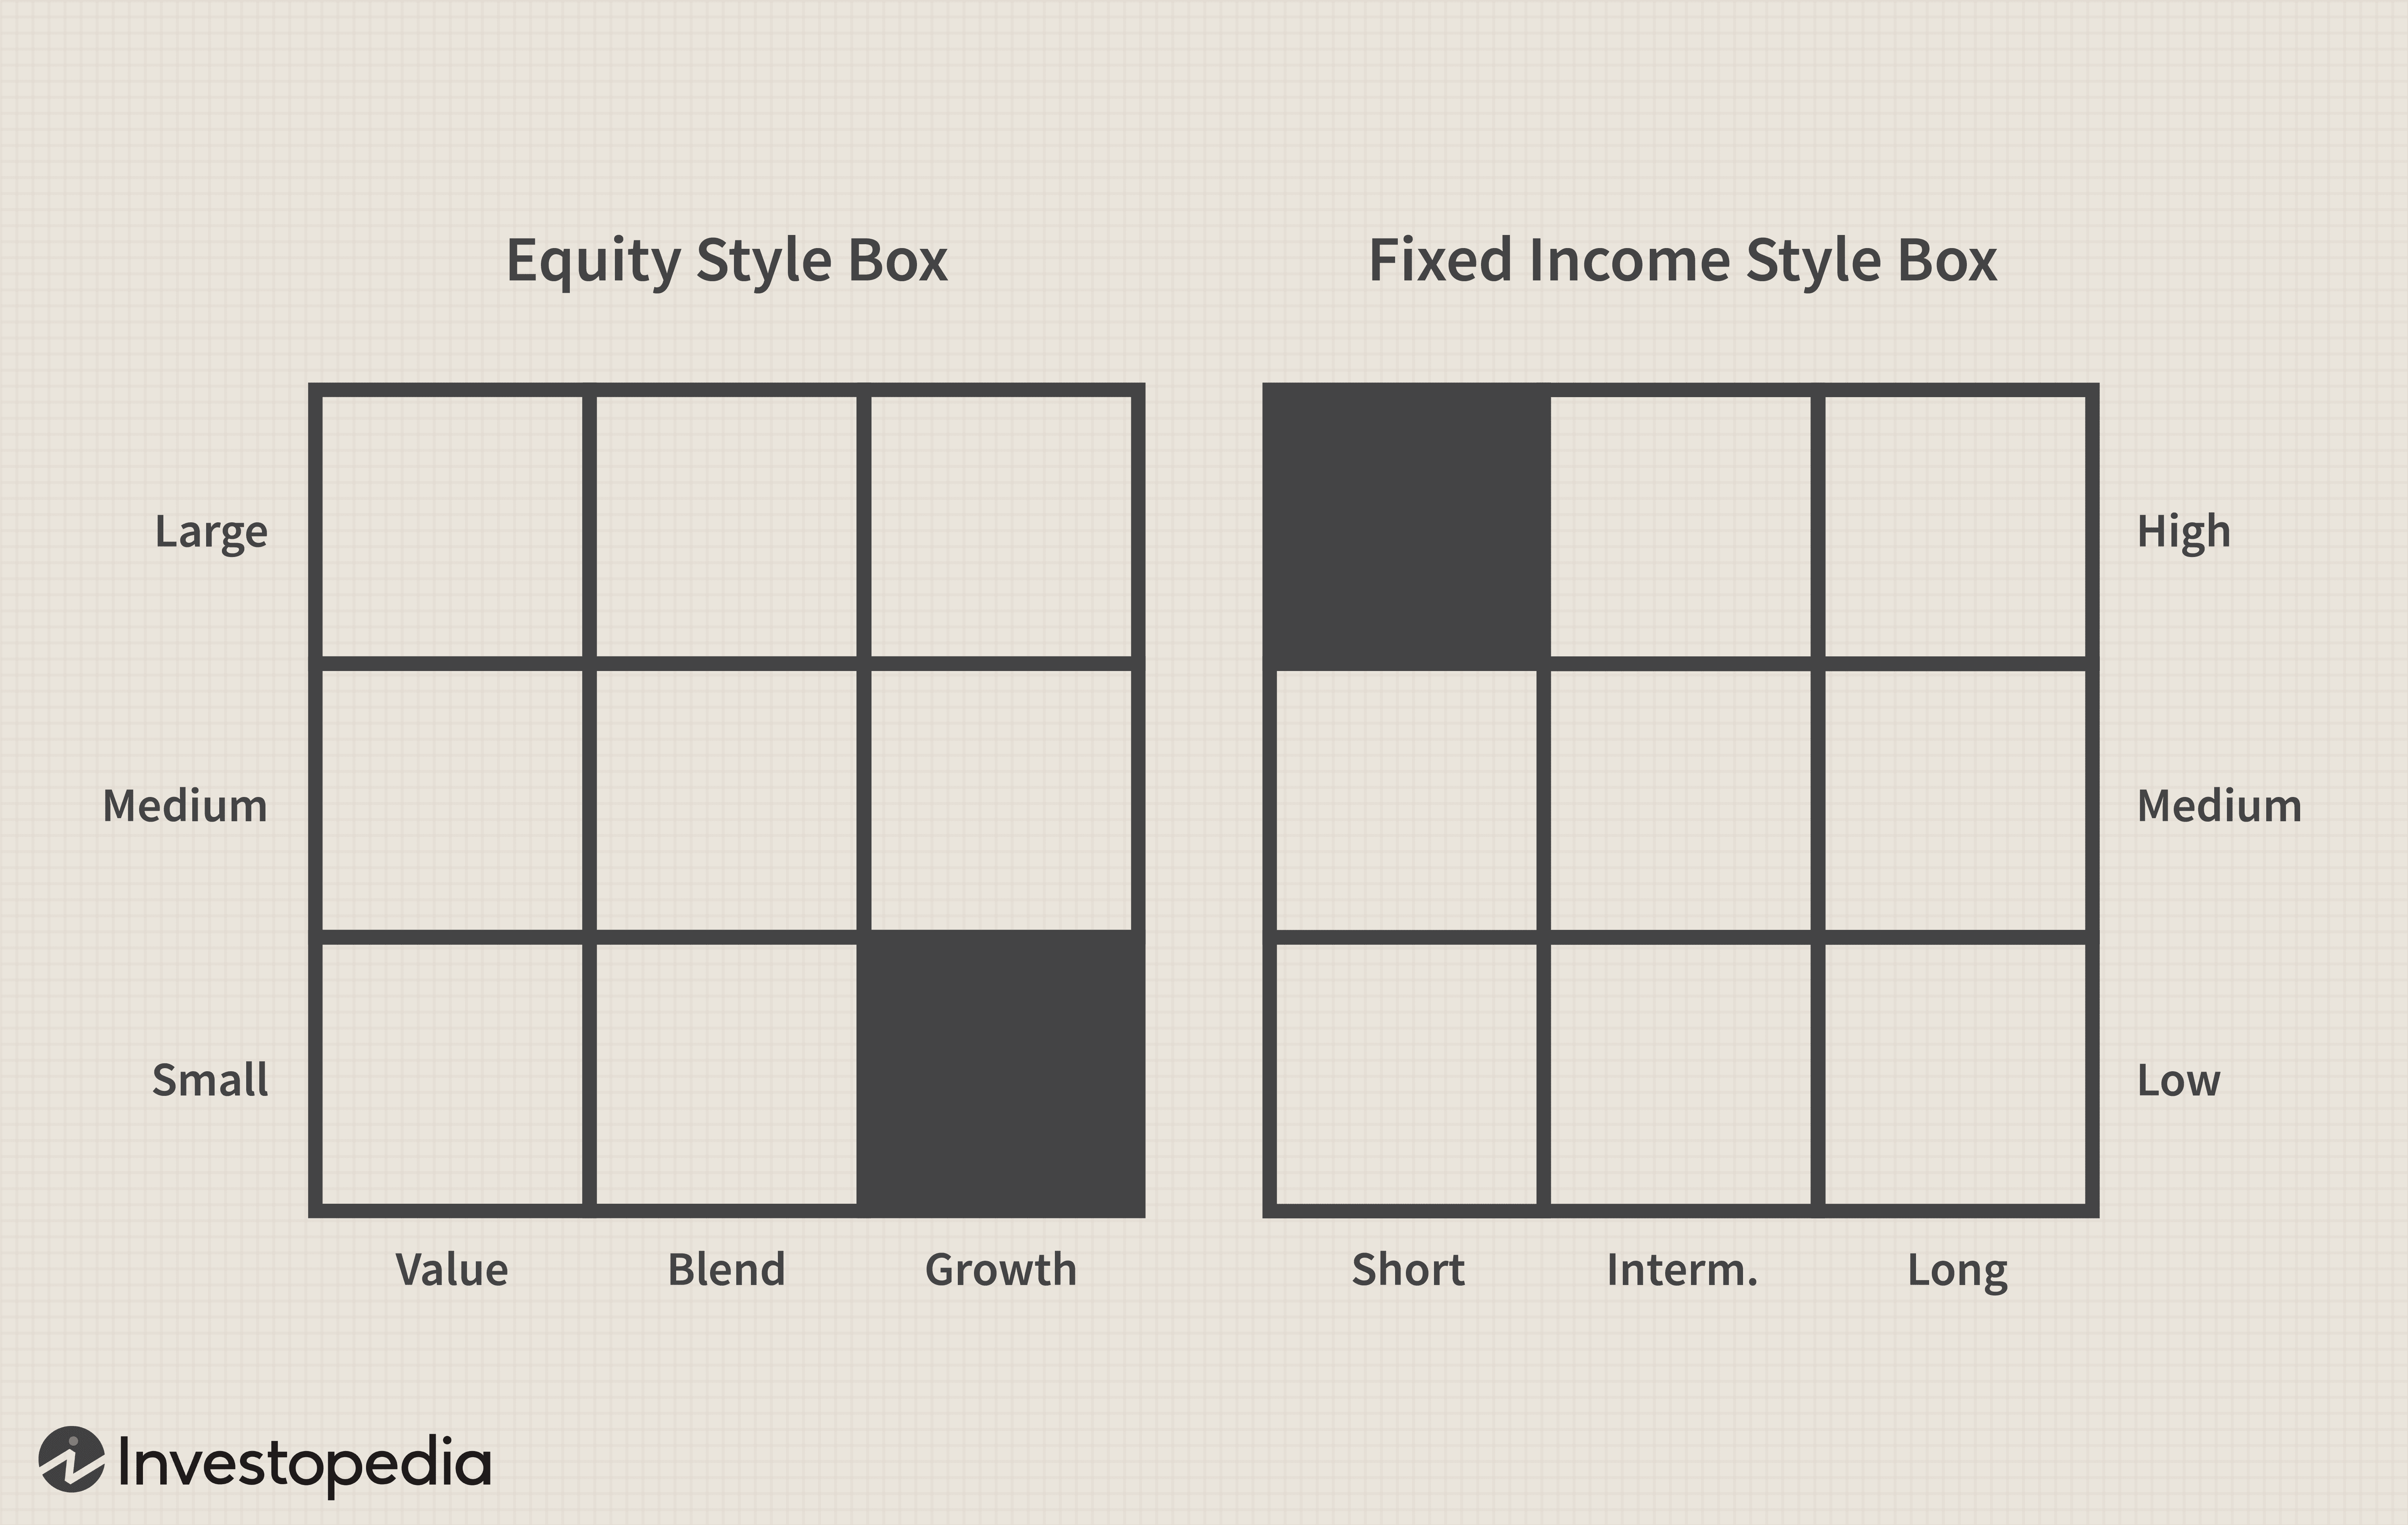 Equity Style Box
Fixed Income Style Box
Large
High
Medium
Medium
Small
Low
Value
Blend
Growth
Short
Interm.
Long
Investopedia